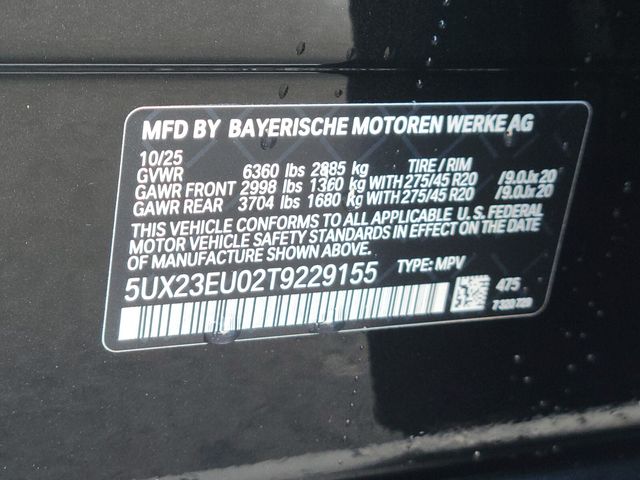 MFD BY BAYERISCHE MOTOREN WERKE AG
10/25 TIRE / RIM
GVWR 6360 lbs 2885 kg
GAWR FRONT 2998 lbs 1360 kg WITH 275/45 R20 /9.0Jx20
GAWR REAR 3704 lbs 1680 kg WITH 275/45 R20 /9.0Jx20
THIS VEHICLE CONFORMS TO ALL APPLICABLE U. S. FEDERAL
MOTOR VEHICLE SAFETY STANDARDS IN EFFECT ON THE DATE
OF MANUFACTURE SHOWN ABOVE.
5UX23EU02T9229155 TYPE: MPV
475